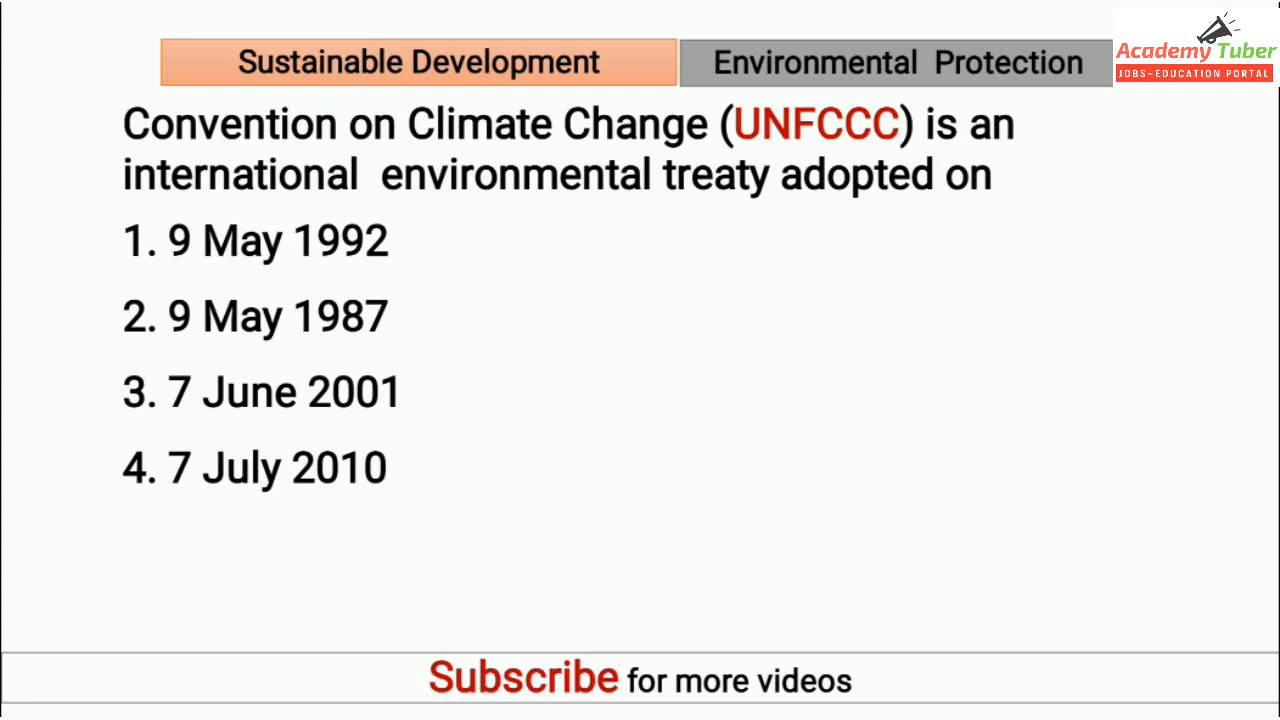 Sustainable Development
Environmental Protection
Academy Tuber
JOBS-EDUCATION PORTAL
Convention on Climate Change (UNFCCC) is an
international environmental treaty adopted on
1. 9 May 1992
2. 9 May 1987
3. 7 June 2001
4. 7 July 2010
Subscribe for more videos